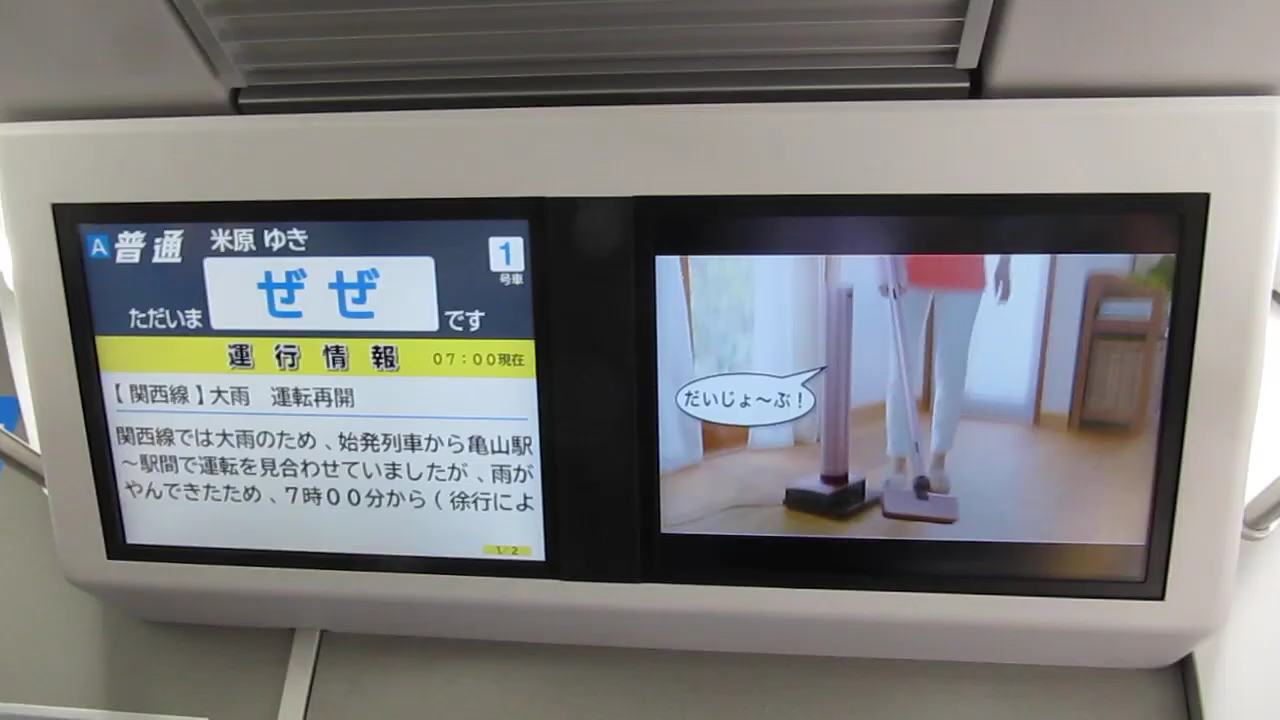 A 普通 米原 ゆき
1
号車
ぜぜ
ただいま
です
運行情報 07:00現在
【関西線】大雨 運転再開
関西線では大雨のため、始発列車から亀山駅
～駅間で運転を見合わせていましたが、雨が
やんできたため、7時00分から(徐行によ
1/2
だいじょ～ぶ!